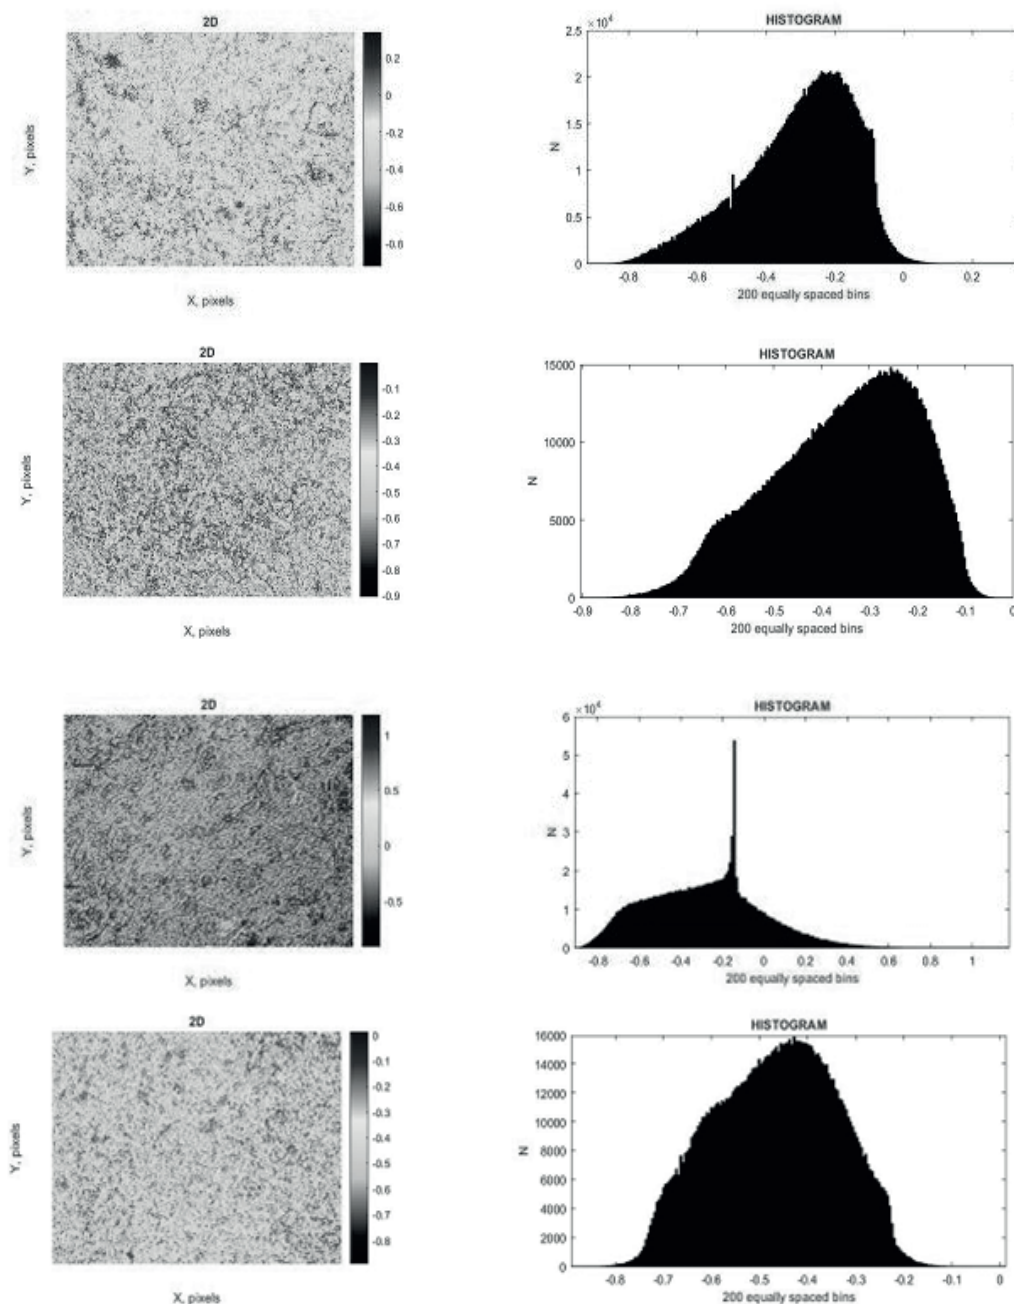 2D
0.2
0
-0.2
-0.4
-0.6
-0.8
Y, pixels
X, pixels
HISTOGRAM
×10⁴
2.5
2
1.5
1
0.5
0
N
-0.8 -0.6 -0.4 -0.2 0 0.2
200 equally spaced bins
2D
-0.1
-0.2
-0.3
-0.4
-0.5
-0.6
-0.7
-0.8
-0.9
Y, pixels
X, pixels
HISTOGRAM
15000
10000
5000
0
N
-0.9 -0.8 -0.7 -0.6 -0.5 -0.4 -0.3 -0.2 -0.1 0
200 equally spaced bins
2D
1
0.5
0
-0.5
Y, pixels
X, pixels
HISTOGRAM
×10⁴
6
5
4
3
2
1
0
N
-0.8 -0.6 -0.4 -0.2 0 0.2 0.4 0.6 0.8 1
200 equally spaced bins
2D
0
-0.1
-0.2
-0.3
-0.4
-0.5
-0.6
-0.7
-0.8
Y, pixels
X, pixels
HISTOGRAM
16000
14000
12000
10000
8000
6000
4000
2000
0
N
-0.8 -0.7 -0.6 -0.5 -0.4 -0.3 -0.2 -0.1 0
200 equally spaced bins